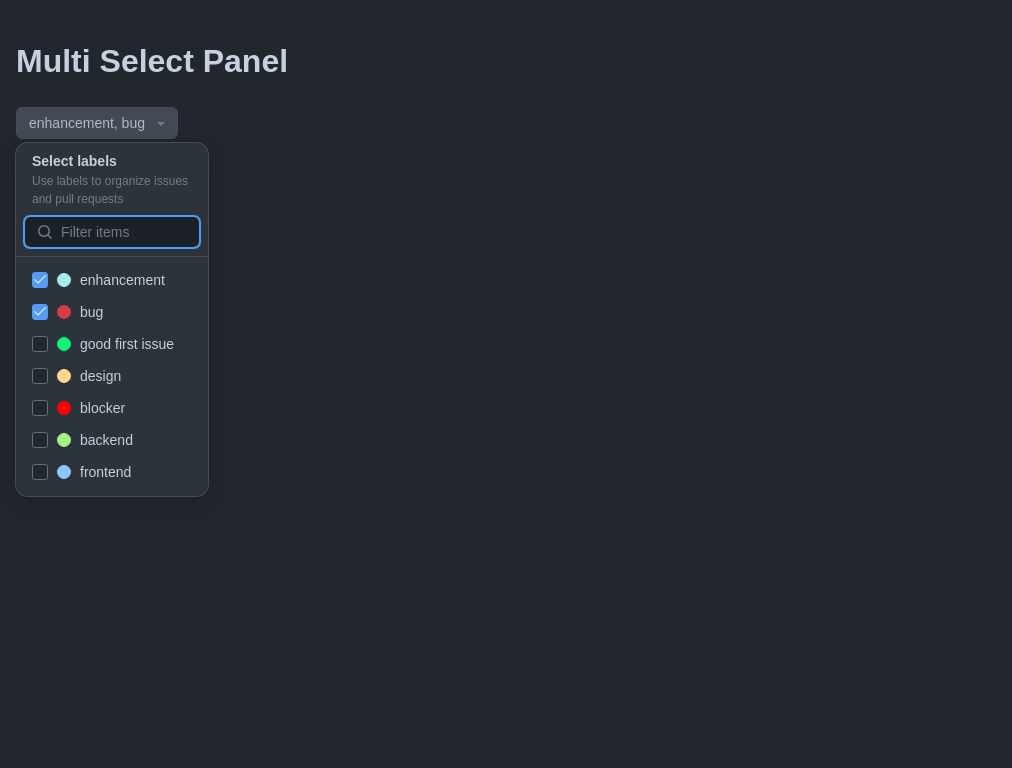 Multi Select Panel
enhancement, bug
Select labels
Use labels to organize issues
and pull requests
Filter items
enhancement
bug
good first issue
design
blocker
backend
frontend